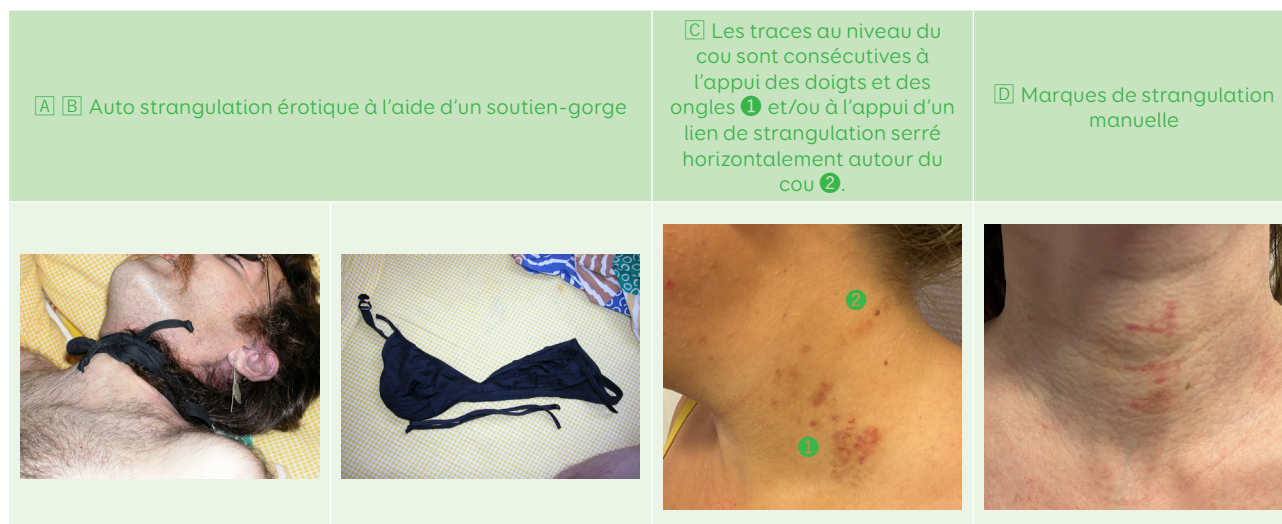 🄰 🄱 Auto strangulation érotique à l’aide d’un soutien-gorge
🄲 Les traces au niveau du
cou sont consécutives à
l’appui des doigts et des
ongles ❶ et/ou à l’appui d’un
lien de strangulation serré
horizontalement autour du
cou ❷.
🄳 Marques de strangulation
manuelle
❷
❶